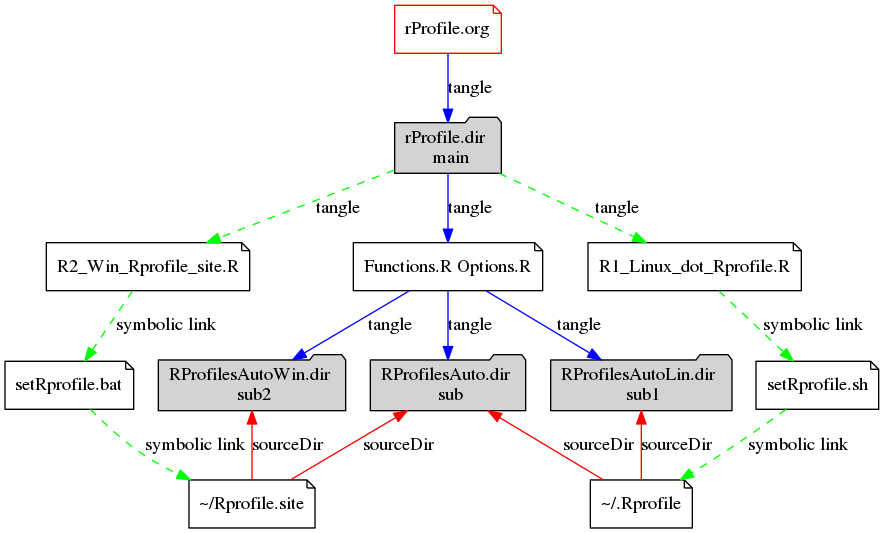 rProfile.org
tangle
rProfile.dir
main
tangle
tangle
tangle
R2_Win_Rprofile_site.R
Functions.R Options.R
R1_Linux_dot_Rprofile.R
symbolic link
tangle
tangle
tangle
symbolic link
setRprofile.bat
RProfilesAutoWin.dir
sub2
RProfilesAuto.dir
sub
RProfilesAutoLin.dir
sub1
setRprofile.sh
symbolic link
sourceDir
sourceDir
sourceDir
symbolic link
~/Rprofile.site
~/.Rprofile